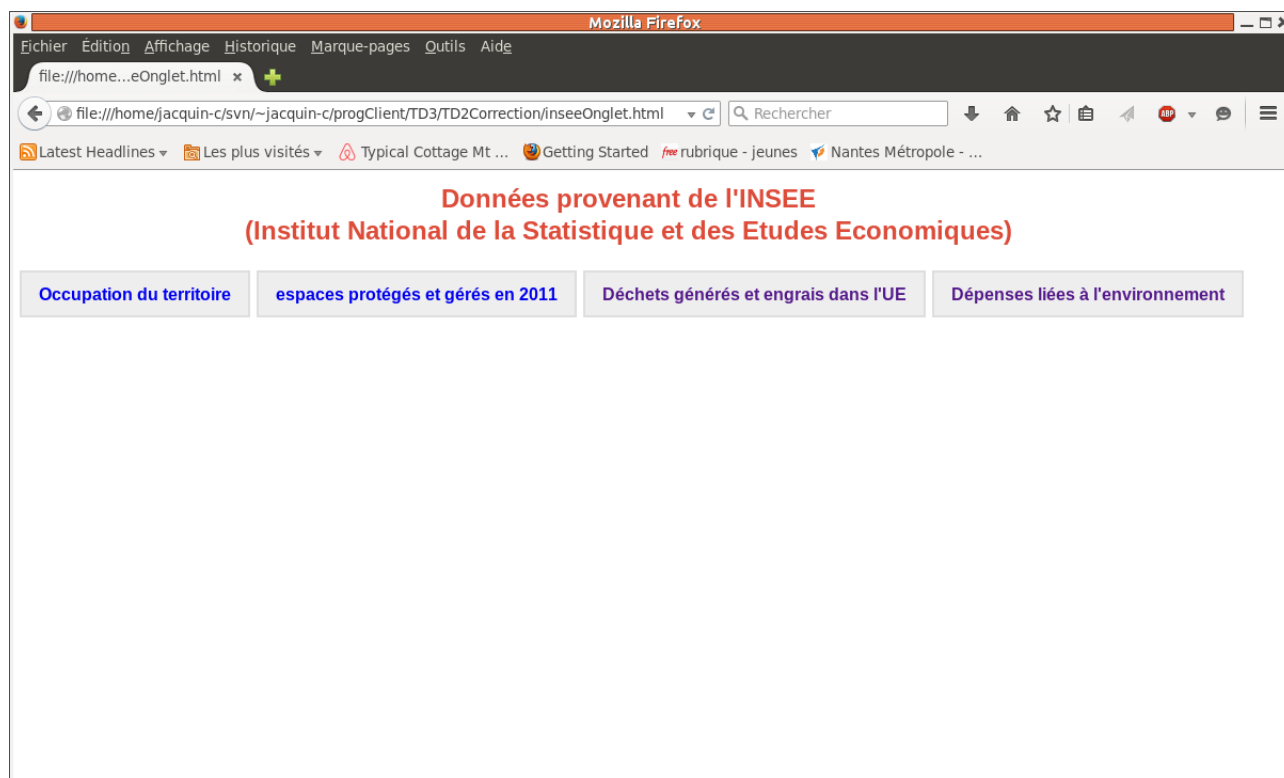 Mozilla Firefox
Fichier Édition Affichage Historique Marque-pages Outils Aide
file:///home...eOnglet.html
file:///home/jacquin-c/svn/~jacquin-c/progClient/TD3/TD2Correction/inseeOnglet.html Rechercher ABP
Latest Headlines Les plus visités Typical Cottage Mt ... Getting Started free rubrique - jeunes Nantes Métropole - ...
Données provenant de l'INSEE
(Institut National de la Statistique et des Etudes Economiques)
Occupation du territoire espaces protégés et gérés en 2011 Déchets générés et engrais dans l'UE Dépenses liées à l'environnement